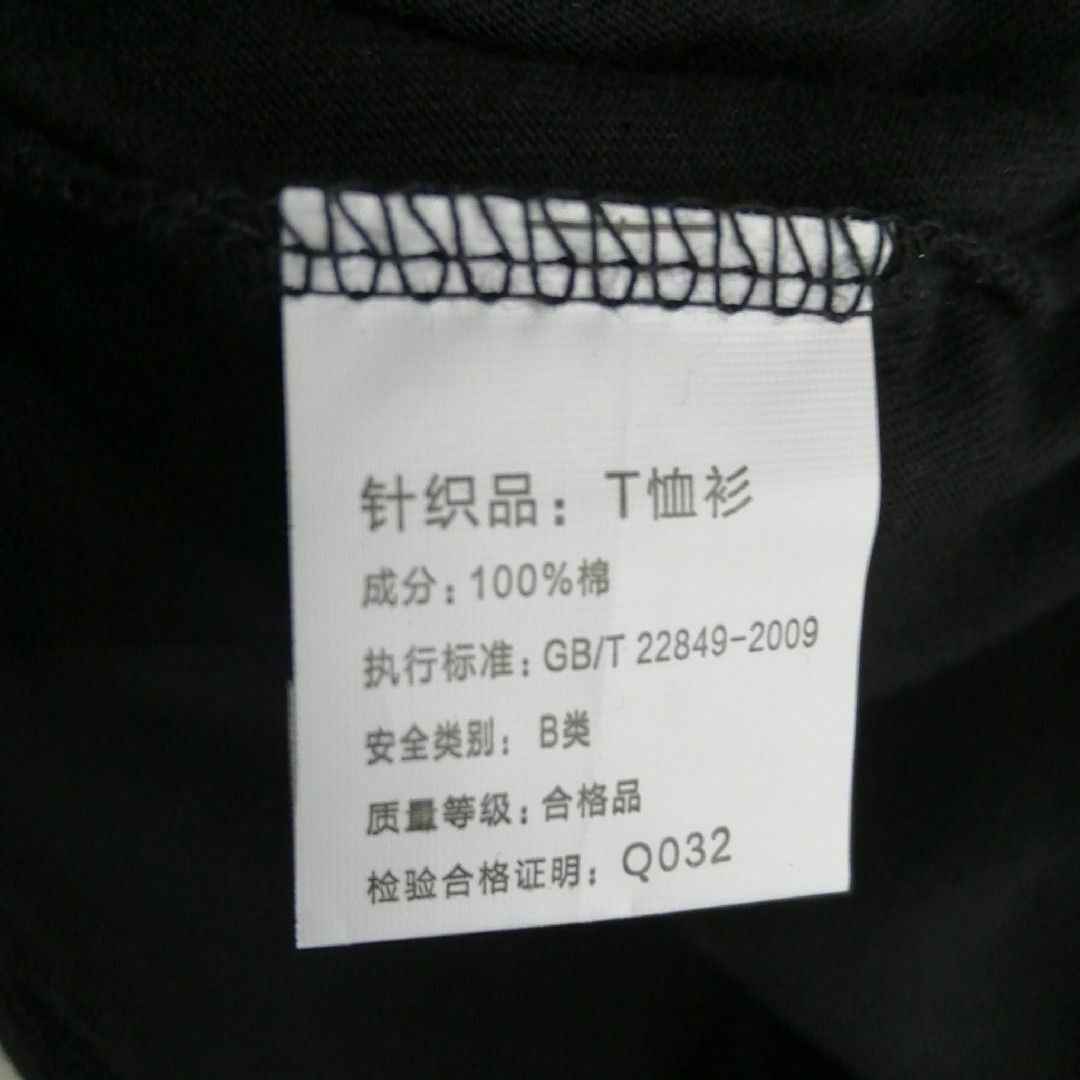 针织品：T恤衫
成分：100%棉
执行标准：GB/T 22849-2009
安全类别：B类
质量等级：合格品
检验合格证明：Q032